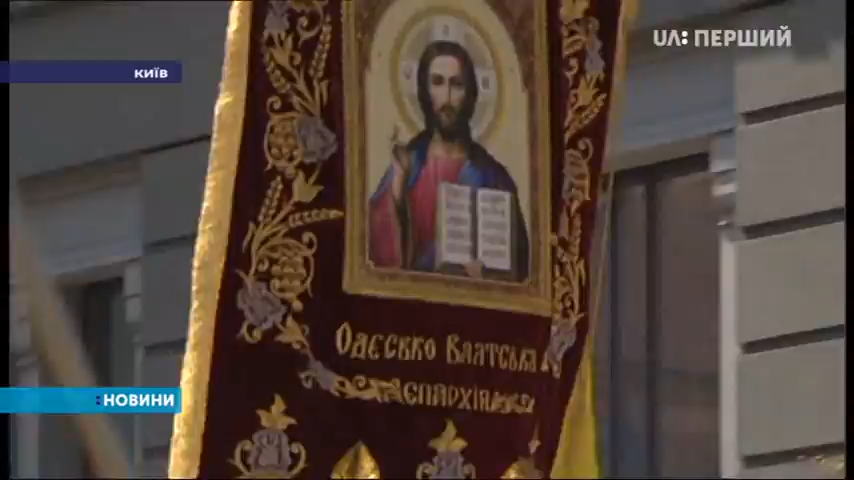 UA: ПЕРШИЙ
КИЇВ
Одесько Балтська
єпархія
:НОВИНИ